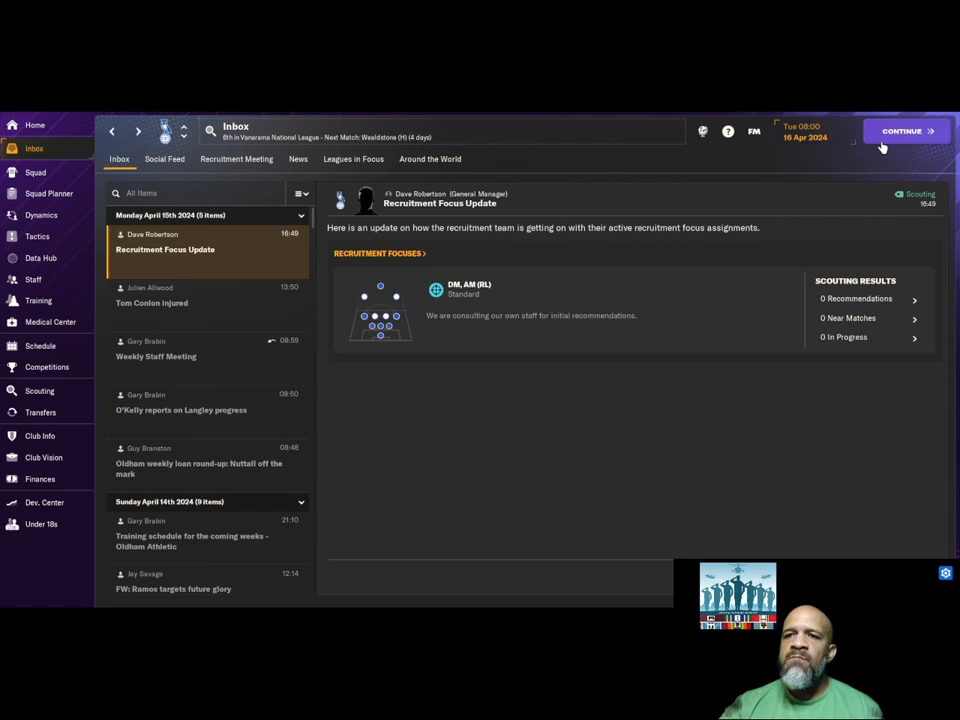 Home
Inbox
Squad
Squad Planner
Dynamics
Tactics
Data Hub
Staff
Training
Medical Center
Schedule
Competitions
Scouting
Transfers
Club Info
Club Vision
Finances
Dev. Center
Under 18s
Inbox
6th in Vanarama National League - Next Match: Wealdstone (H) (4 days)
FM
Tue 08:00
16 Apr 2024
CONTINUE
Inbox
Social Feed
Recruitment Meeting
News
Leagues in Focus
Around the World
All Items
Monday April 15th 2024 (5 items)
Dave Robertson
16:49
Recruitment Focus Update
Julien Allwood
13:50
Tom Conlon injured
Gary Brabin
08:59
Weekly Staff Meeting
Gary Brabin
08:50
O'Kelly reports on Langley progress
Guy Branston
08:48
Oldham weekly loan round-up: Nuttall off the
mark
Sunday April 14th 2024 (9 items)
Gary Brabin
21:10
Training schedule for the coming weeks -
Oldham Athletic
Jay Savage
12:14
FW: Ramos targets future glory
Dave Robertson (General Manager)
Recruitment Focus Update
Scouting
16:49
Here is an update on how the recruitment team is getting on with their active recruitment focus assignments.
RECRUITMENT FOCUSES >
DM, AM (RL)
Standard
We are consulting our own staff for initial recommendations.
SCOUTING RESULTS
0 Recommendations
0 Near Matches
0 In Progress